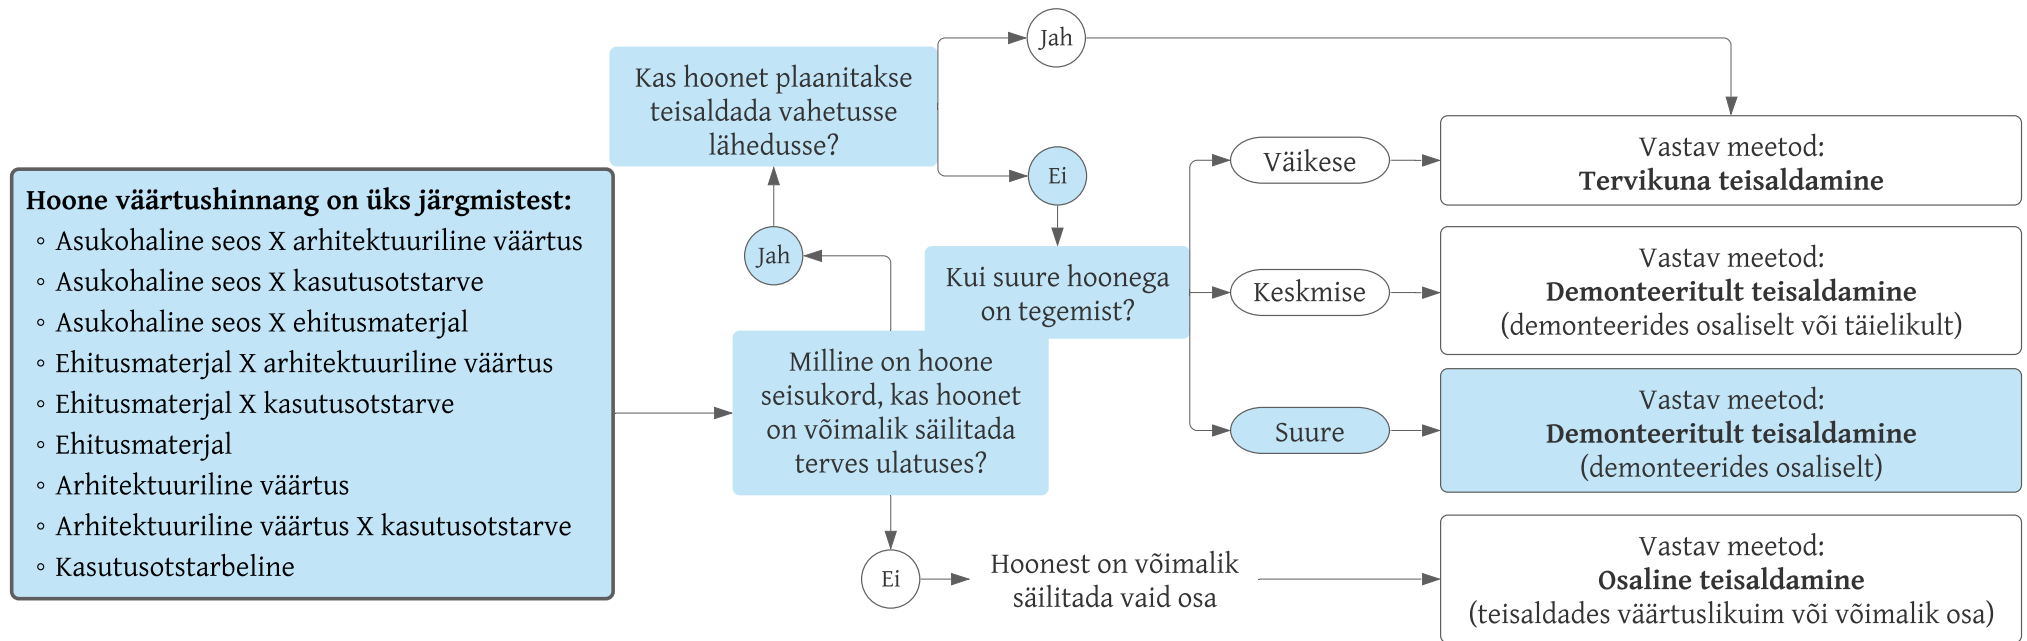 Hoone väärtushinnang on üks järgmistest:
◦ Asukohaline seos X arhitektuuriline väärtus
◦ Asukohaline seos X kasutusotstarve
◦ Asukohaline seos X ehitusmaterjal
◦ Ehitusmaterjal X arhitektuuriline väärtus
◦ Ehitusmaterjal X kasutusotstarve
◦ Ehitusmaterjal
◦ Arhitektuuriline väärtus
◦ Arhitektuuriline väärtus X kasutusotstarve
◦ Kasutusotstarbeline
Milline on hoone
seisukord, kas hoonet
on võimalik säilitada
terves ulatuses?
Jah
Kas hoonet plaanitakse
teisaldada vahetusse
lähedusse?
Jah
Ei
Kui suure hoonega
on tegemist?
Väikese
Vastav meetod:
Tervikuna teisaldamine
Keskmise
Vastav meetod:
Demonteeritult teisaldamine
(demonteerides osaliselt või täielikult)
Suure
Vastav meetod:
Demonteeritult teisaldamine
(demonteerides osaliselt)
Ei
Hoonest on võimalik
säilitada vaid osa
Vastav meetod:
Osaline teisaldamine
(teisaldades väärtuslikuim või võimalik osa)